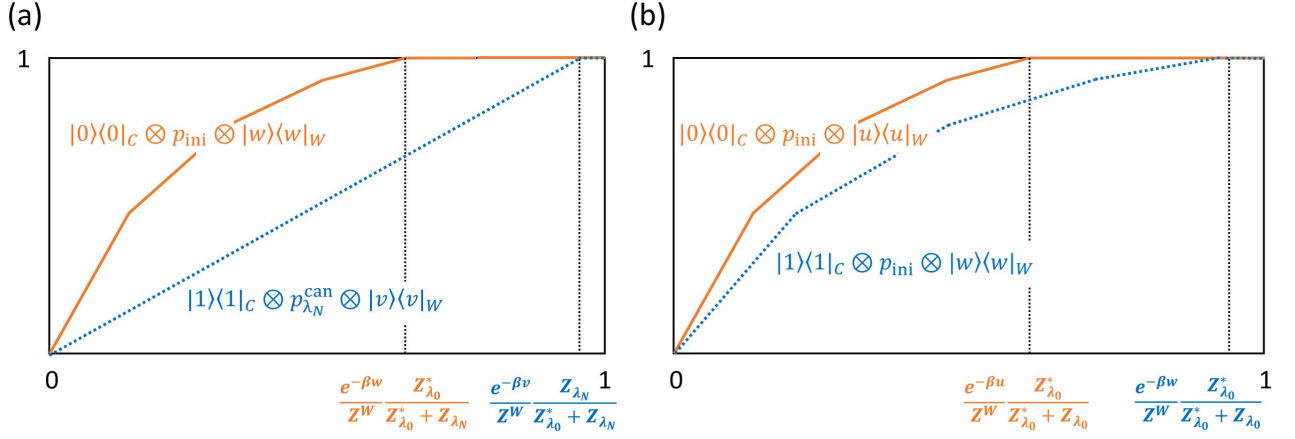 (a)
1
|0⟩⟨0|_C ⊗ p_ini ⊗ |w⟩⟨w|_W
|1⟩⟨1|_C ⊗ p^can_{λ_N} ⊗ |v⟩⟨v|_W
0
1
e^{-βw}/Z^W Z^*_{λ_0}/(Z^*_{λ_0} + Z_{λ_N})
e^{-βv}/Z^W Z_{λ_N}/(Z^*_{λ_0} + Z_{λ_N})
(b)
1
|0⟩⟨0|_C ⊗ p_ini ⊗ |u⟩⟨u|_W
|1⟩⟨1|_C ⊗ p_ini ⊗ |w⟩⟨w|_W
0
1
e^{-βu}/Z^W Z^*_{λ_0}/(Z^*_{λ_0} + Z_{λ_0})
e^{-βw}/Z^W Z^*_{λ_0}/(Z^*_{λ_0} + Z_{λ_0})